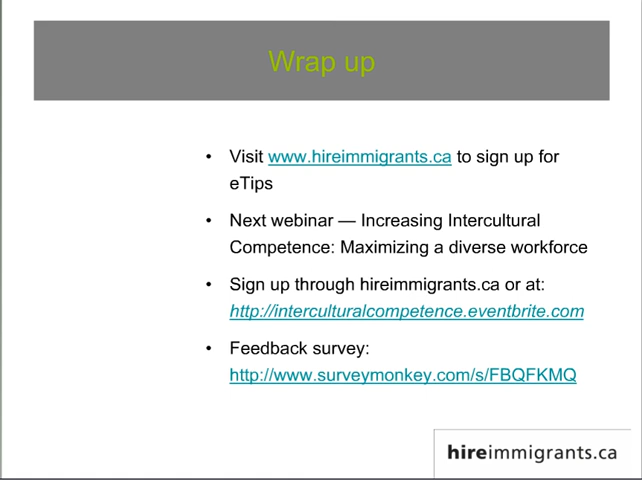 Wrap up
• Visit www.hireimmigrants.ca to sign up for
eTips
• Next webinar — Increasing Intercultural
Competence: Maximizing a diverse workforce
• Sign up through hireimmigrants.ca or at:
http://interculturalcompetence.eventbrite.com
• Feedback survey:
http://www.surveymonkey.com/s/FBQFKMQ
hireimmigrants.ca